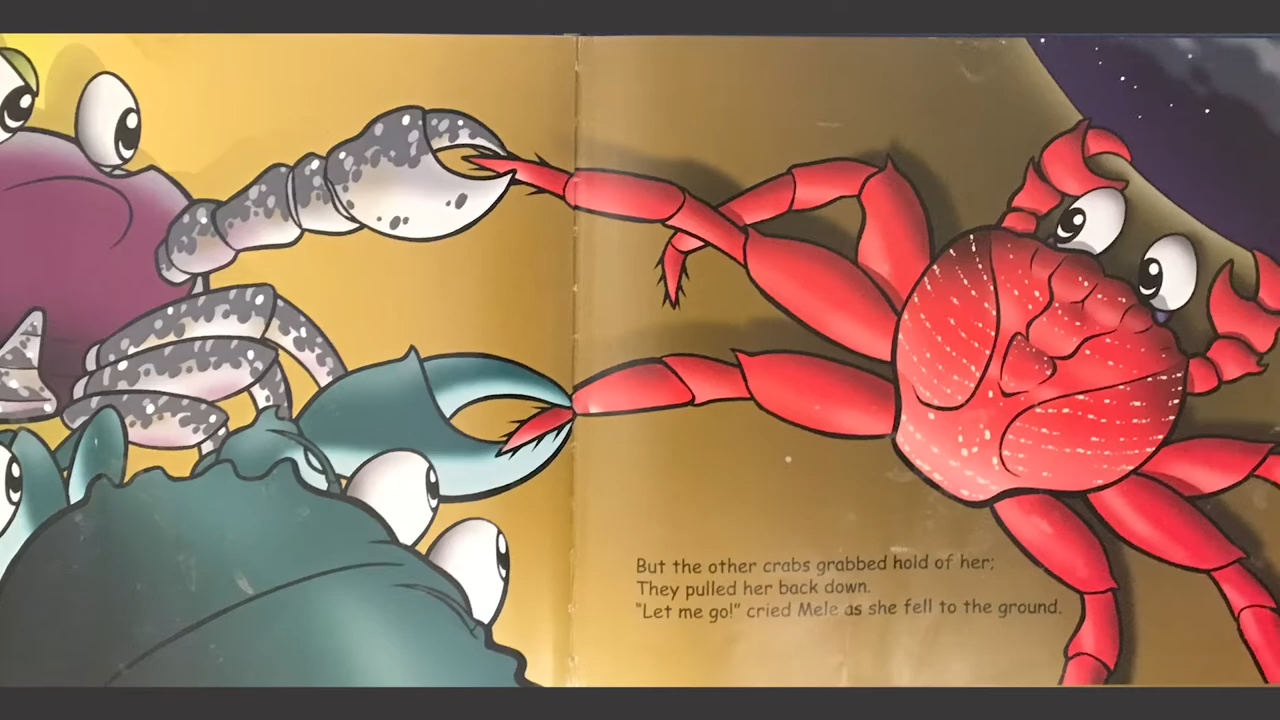 But the other crabs grabbed hold of her;
They pulled her back down.
"Let me go!" cried Mele as she fell to the ground.